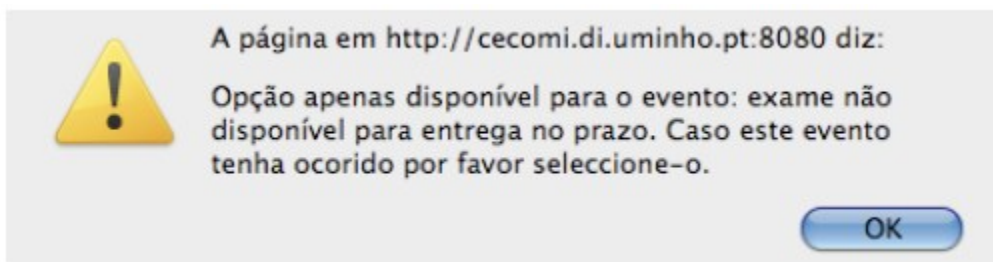 A página em http://cecomi.di.uminho.pt:8080 diz:
Opção apenas disponível para o evento: exame não
disponível para entrega no prazo. Caso este evento
tenha ocorido por favor seleccione-o.
OK